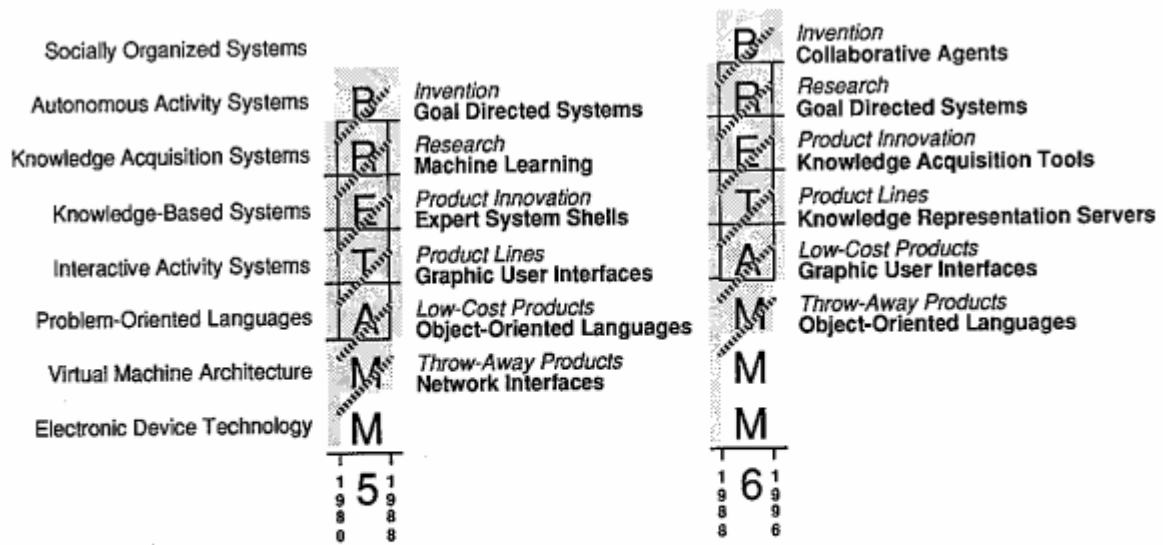 Socially Organized Systems
Autonomous Activity Systems
Knowledge Acquisition Systems
Knowledge-Based Systems
Interactive Activity Systems
Problem-Oriented Languages
Virtual Machine Architecture
Electronic Device Technology
B
Invention
Goal Directed Systems
R
Research
Machine Learning
E
Product Innovation
Expert System Shells
T
Product Lines
Graphic User Interfaces
A
Low-Cost Products
Object-Oriented Languages
M
Throw-Away Products
Network Interfaces
M
1980
5
1988
B
Invention
Collaborative Agents
R
Research
Goal Directed Systems
E
Product Innovation
Knowledge Acquisition Tools
T
Product Lines
Knowledge Representation Servers
A
Low-Cost Products
Graphic User Interfaces
M
Throw-Away Products
Object-Oriented Languages
M
M
1988
6
1996